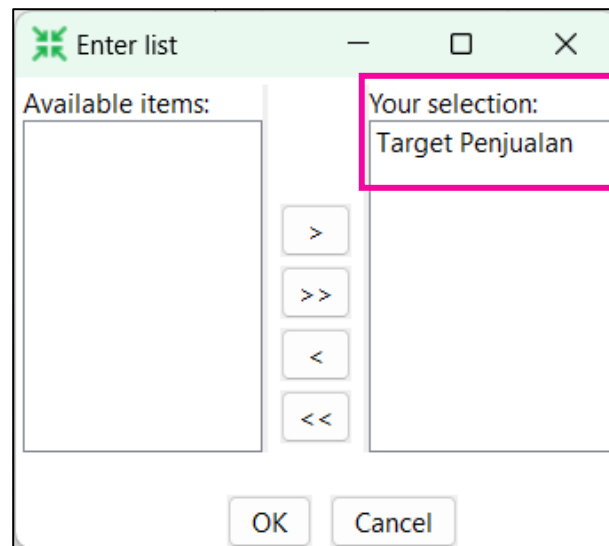 Enter list
Available items:
Your selection:
Target Penjualan
>
>>
<
<<
OK
Cancel